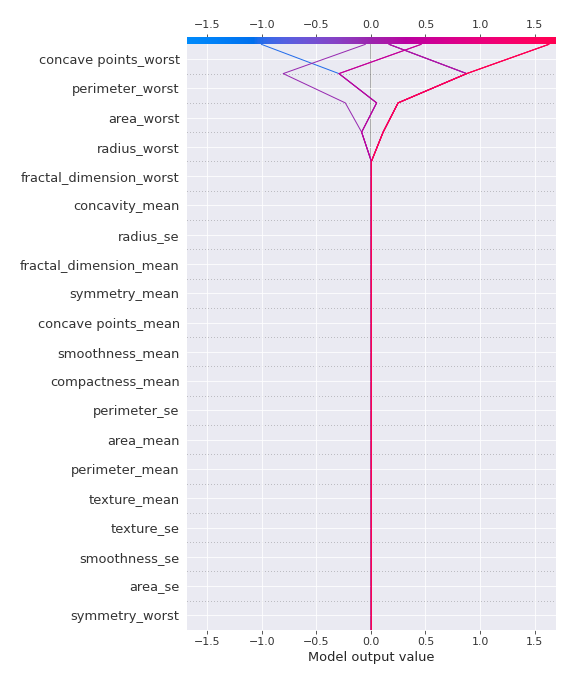 −1.5 −1.0 −0.5 0.0 0.5 1.0 1.5
concave points_worst
perimeter_worst
area_worst
radius_worst
fractal_dimension_worst
concavity_mean
radius_se
fractal_dimension_mean
symmetry_mean
concave points_mean
smoothness_mean
compactness_mean
perimeter_se
area_mean
perimeter_mean
texture_mean
texture_se
smoothness_se
area_se
symmetry_worst
−1.5 −1.0 −0.5 0.0 0.5 1.0 1.5
Model output value